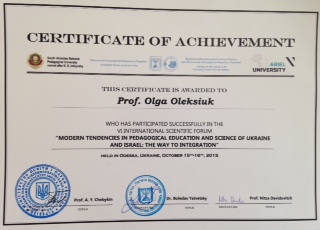 CERTIFICATE OF ACHIEVEMENT
South Ukrainian National
Pedagogical University
named after K. D. Ushynsky
ARIEL
UNIVERSITY
THIS CERTIFICATE IS AWARDED TO
Prof. Olga Oleksiuk
WHO HAS PARTICIPATED SUCCESSFULLY IN THE
VI INTERNATIONAL SCIENTIFIC FORUM
"MODERN TENDENCIES IN PEDAGOGICAL EDUCATION AND SCIENCE OF UKRAINE
AND ISRAEL: THE WAY TO INTEGRATION"
HELD IN ODESSA, UKRAINE, OCTOBER 15th-16th, 2015
Prof. A. Y. Chebykin
Dr. Boleslav Yatvetsky
Prof. Nitza Davidovitch